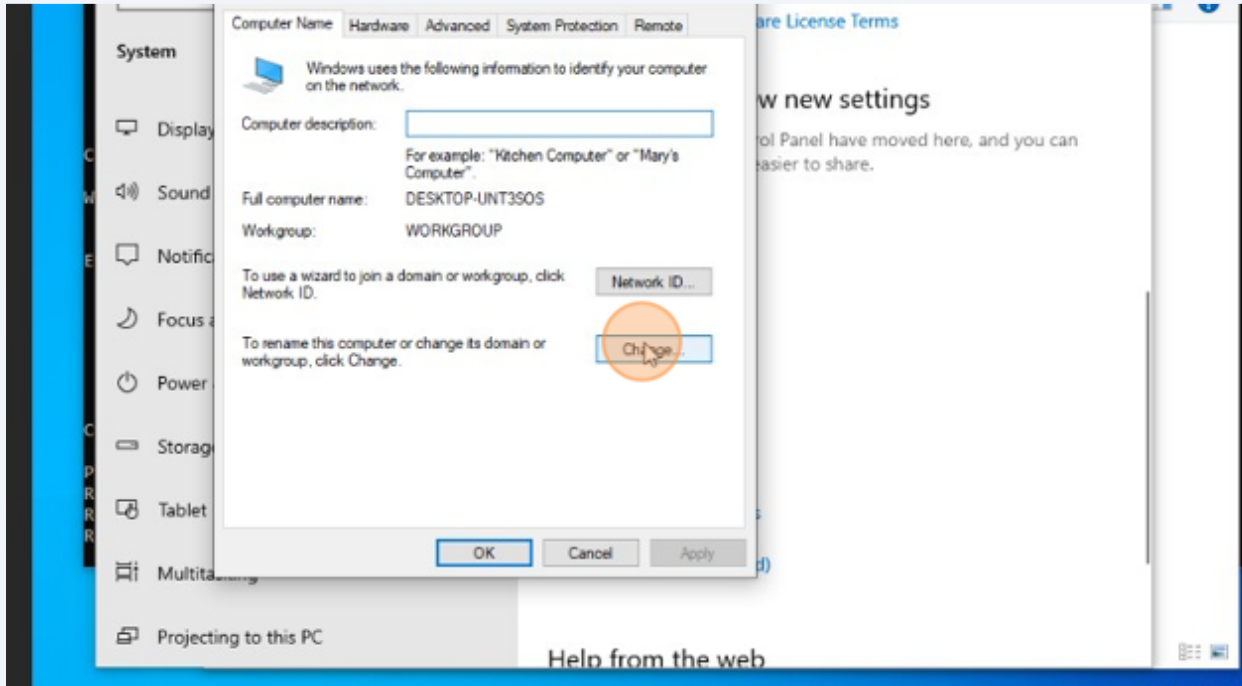 Computer Name Hardware Advanced System Protection Remote
are License Terms
System
Windows uses the following information to identify your computer
on the network.
w new settings
Display
Computer description:
rol Panel have moved here, and you can
For example: "Kitchen Computer" or "Mary's
Computer".
easier to share.
Sound
Full computer name: DESKTOP-UNT3SOS
Workgroup: WORKGROUP
Notific
To use a wizard to join a domain or workgroup, click
Network ID.
Network ID...
Focus a
To rename this computer or change its domain or
workgroup, click Change.
Change...
Power
Storag
Tablet
s
OK Cancel Apply
d)
Projecting to this PC
Help from the web